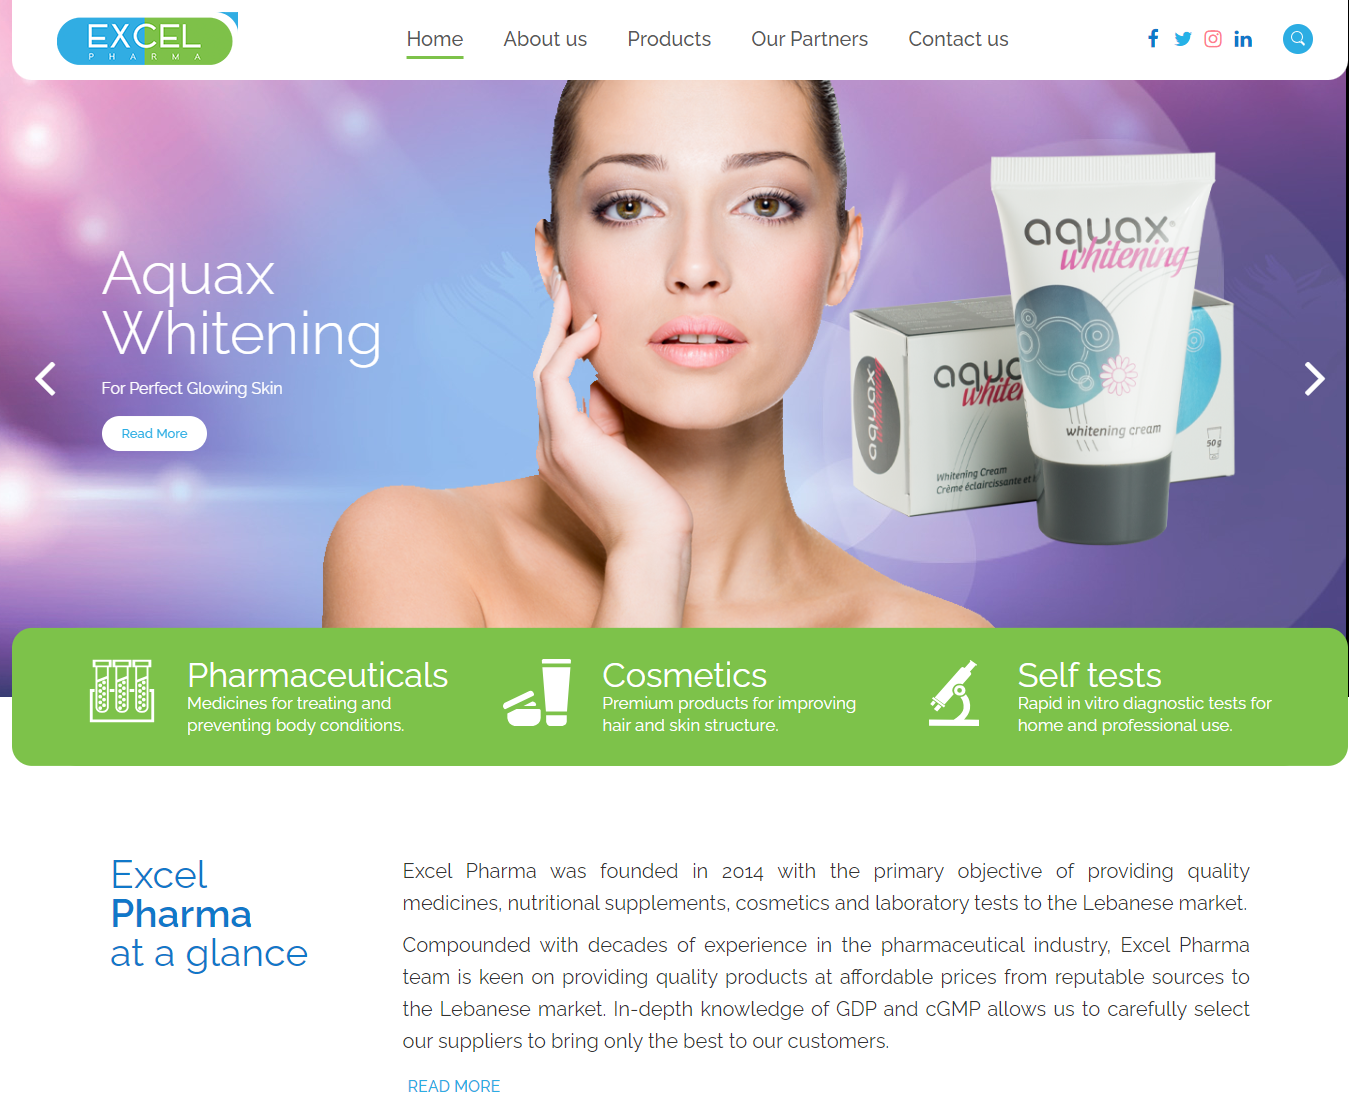 EXCEL
PHARMA
Home
About us
Products
Our Partners
Contact us
Aquax
Whitening
For Perfect Glowing Skin
Read More
aquax
whitening
whitening cream
aquax
whitening
Whitening Cream
Crème éclaircissante et
50 g
Pharmaceuticals
Medicines for treating and
preventing body conditions.
Cosmetics
Premium products for improving
hair and skin structure.
Self tests
Rapid in vitro diagnostic tests for
home and professional use.
Excel
Pharma
at a glance
Excel Pharma was founded in 2014 with the primary objective of providing quality
medicines, nutritional supplements, cosmetics and laboratory tests to the Lebanese market.
Compounded with decades of experience in the pharmaceutical industry, Excel Pharma
team is keen on providing quality products at affordable prices from reputable sources to
the Lebanese market. In-depth knowledge of GDP and cGMP allows us to carefully select
our suppliers to bring only the best to our customers.
READ MORE